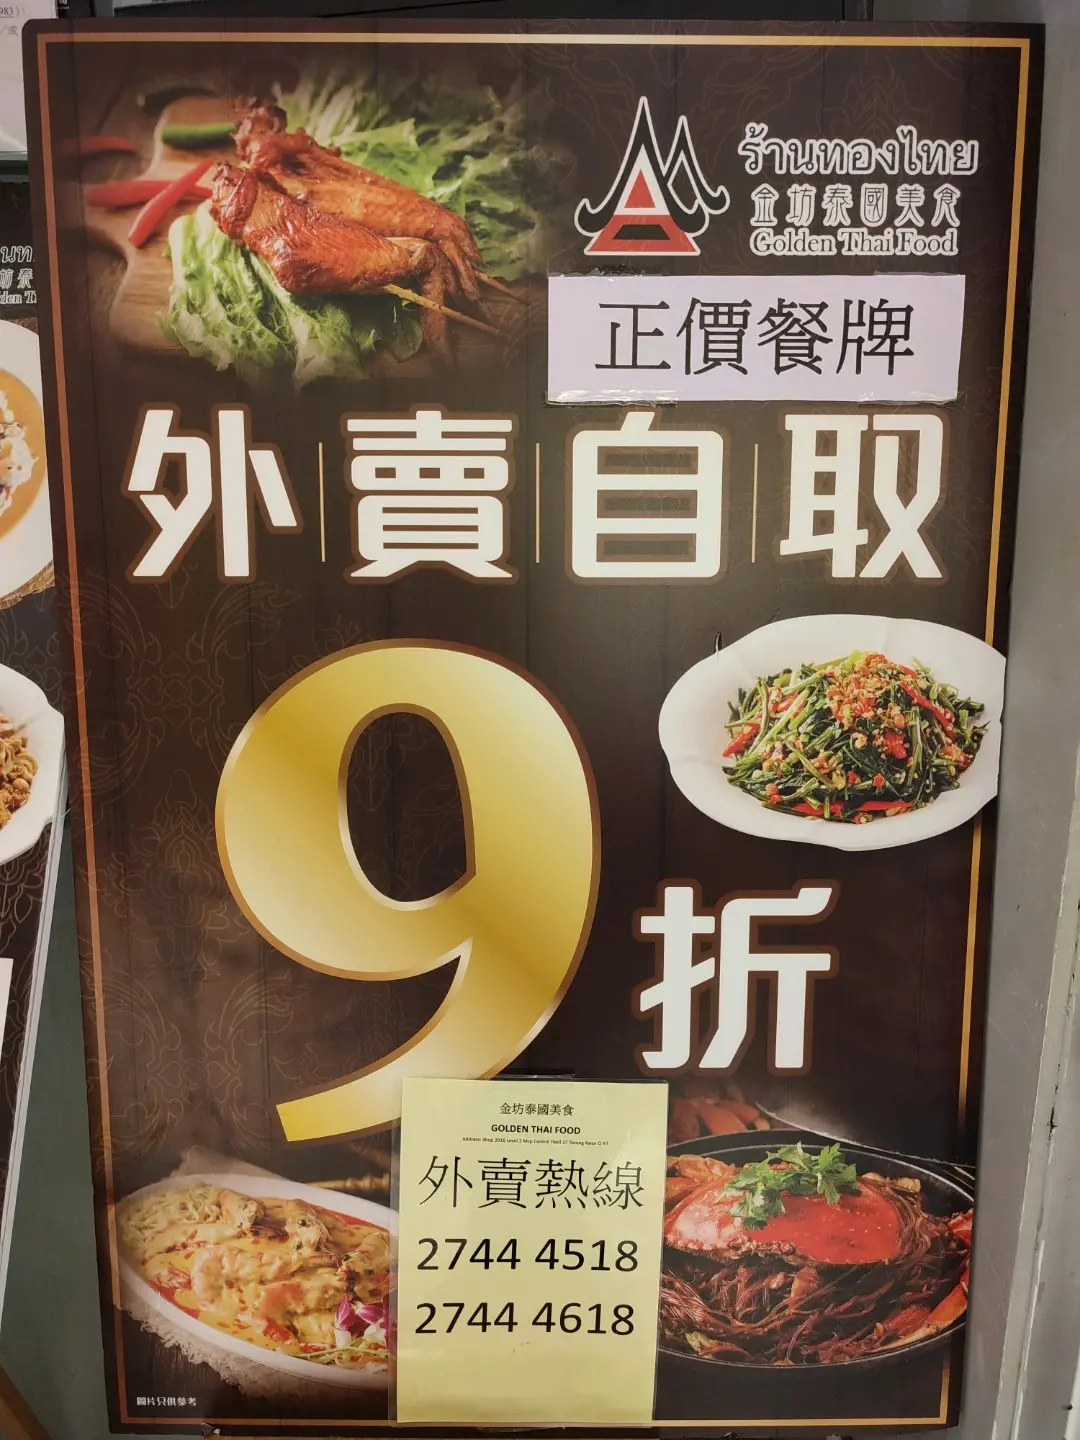 983):
ร้านทองไทย
金坊泰國美食
Golden Thai Food
正價餐牌
外賣自取
9折
金坊泰國美食
GOLDEN THAI FOOD
外賣熱線
2744 4518
2744 4618
圖片只供參考